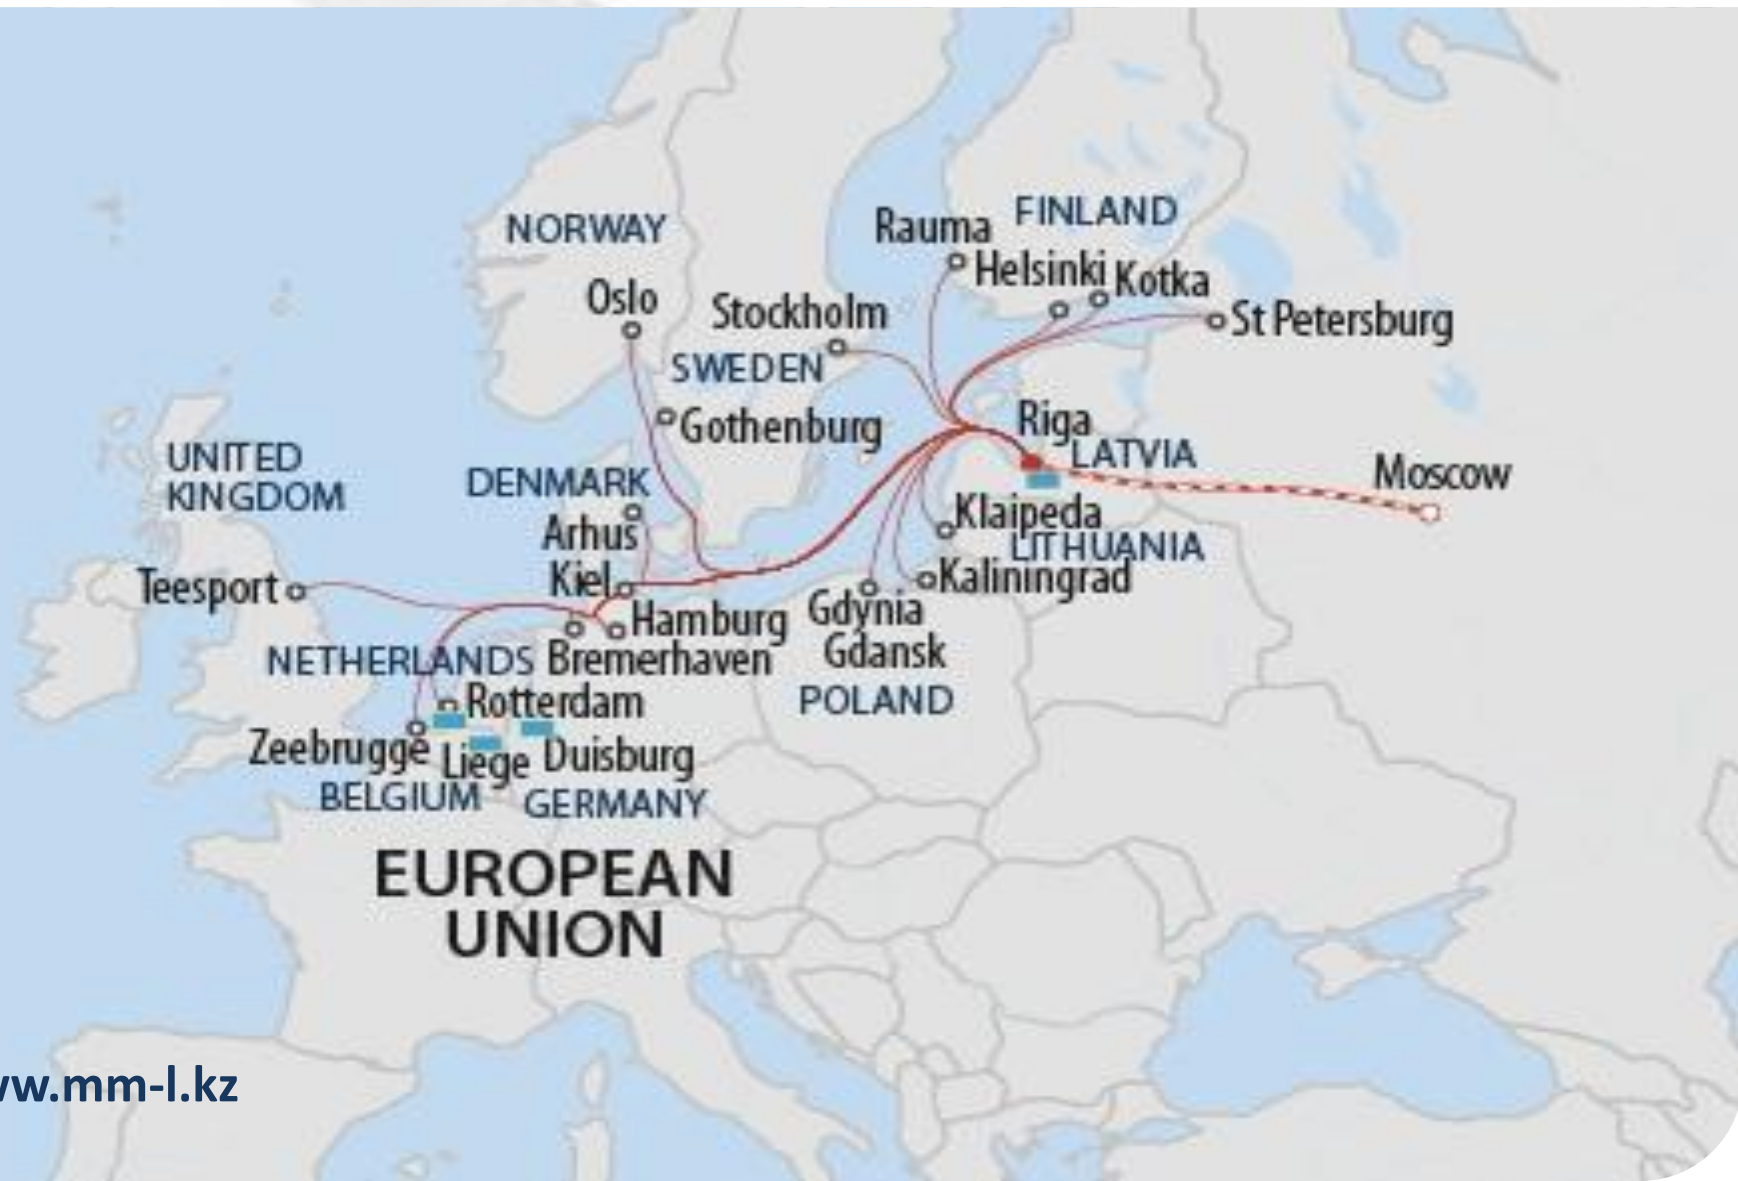 NORWAY
Rauma
FINLAND
Helsinki
Kotka
Oslo
Stockholm
St Petersburg
SWEDEN
Gothenburg
Riga
LATVIA
Moscow
UNITED
KINGDOM
DENMARK
Arhus
Klaipeda
LITHUANIA
Teesport
Kiel
Kaliningrad
Gdynia
Gdansk
Hamburg
NETHERLANDS
Bremerhaven
Rotterdam
POLAND
Zeebrugge
Liege
Duisburg
BELGIUM
GERMANY
EUROPEAN
UNION
w.mm-l.kz